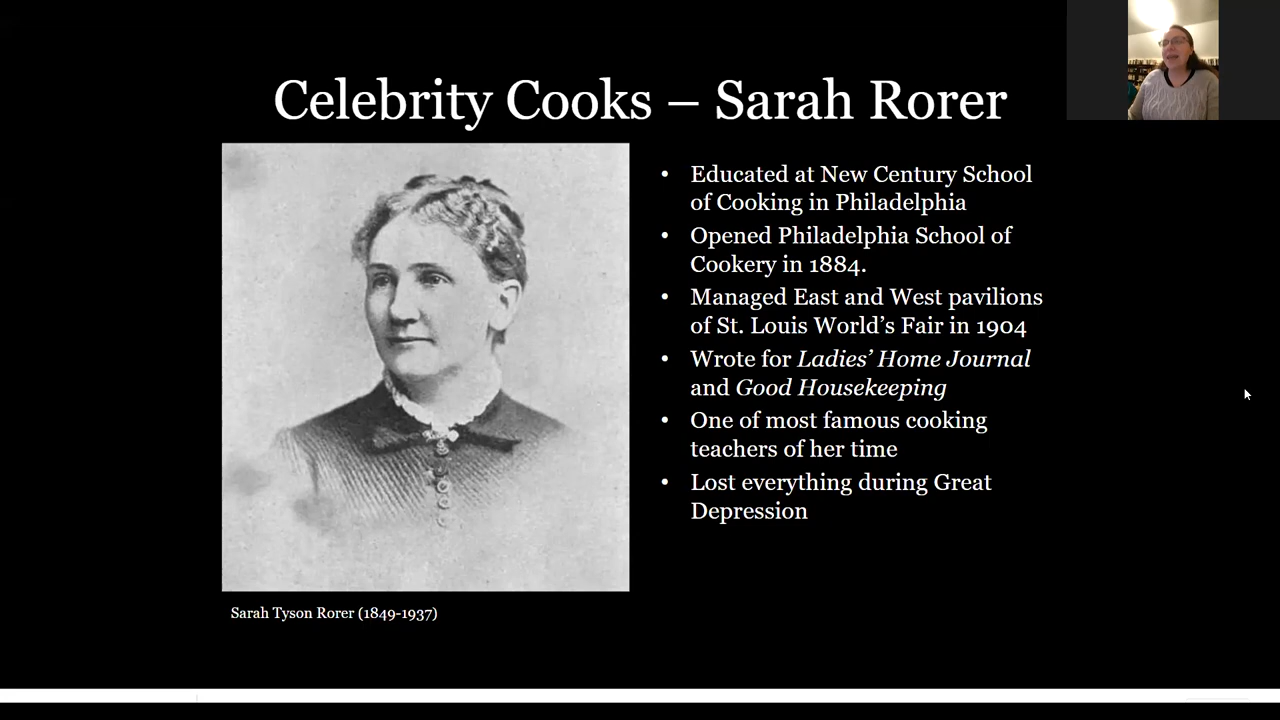 Celebrity Cooks – Sarah Rorer
• Educated at New Century School
of Cooking in Philadelphia
• Opened Philadelphia School of
Cookery in 1884.
• Managed East and West pavilions
of St. Louis World’s Fair in 1904
• Wrote for Ladies’ Home Journal
and Good Housekeeping
• One of most famous cooking
teachers of her time
• Lost everything during Great
Depression
Sarah Tyson Rorer (1849-1937)